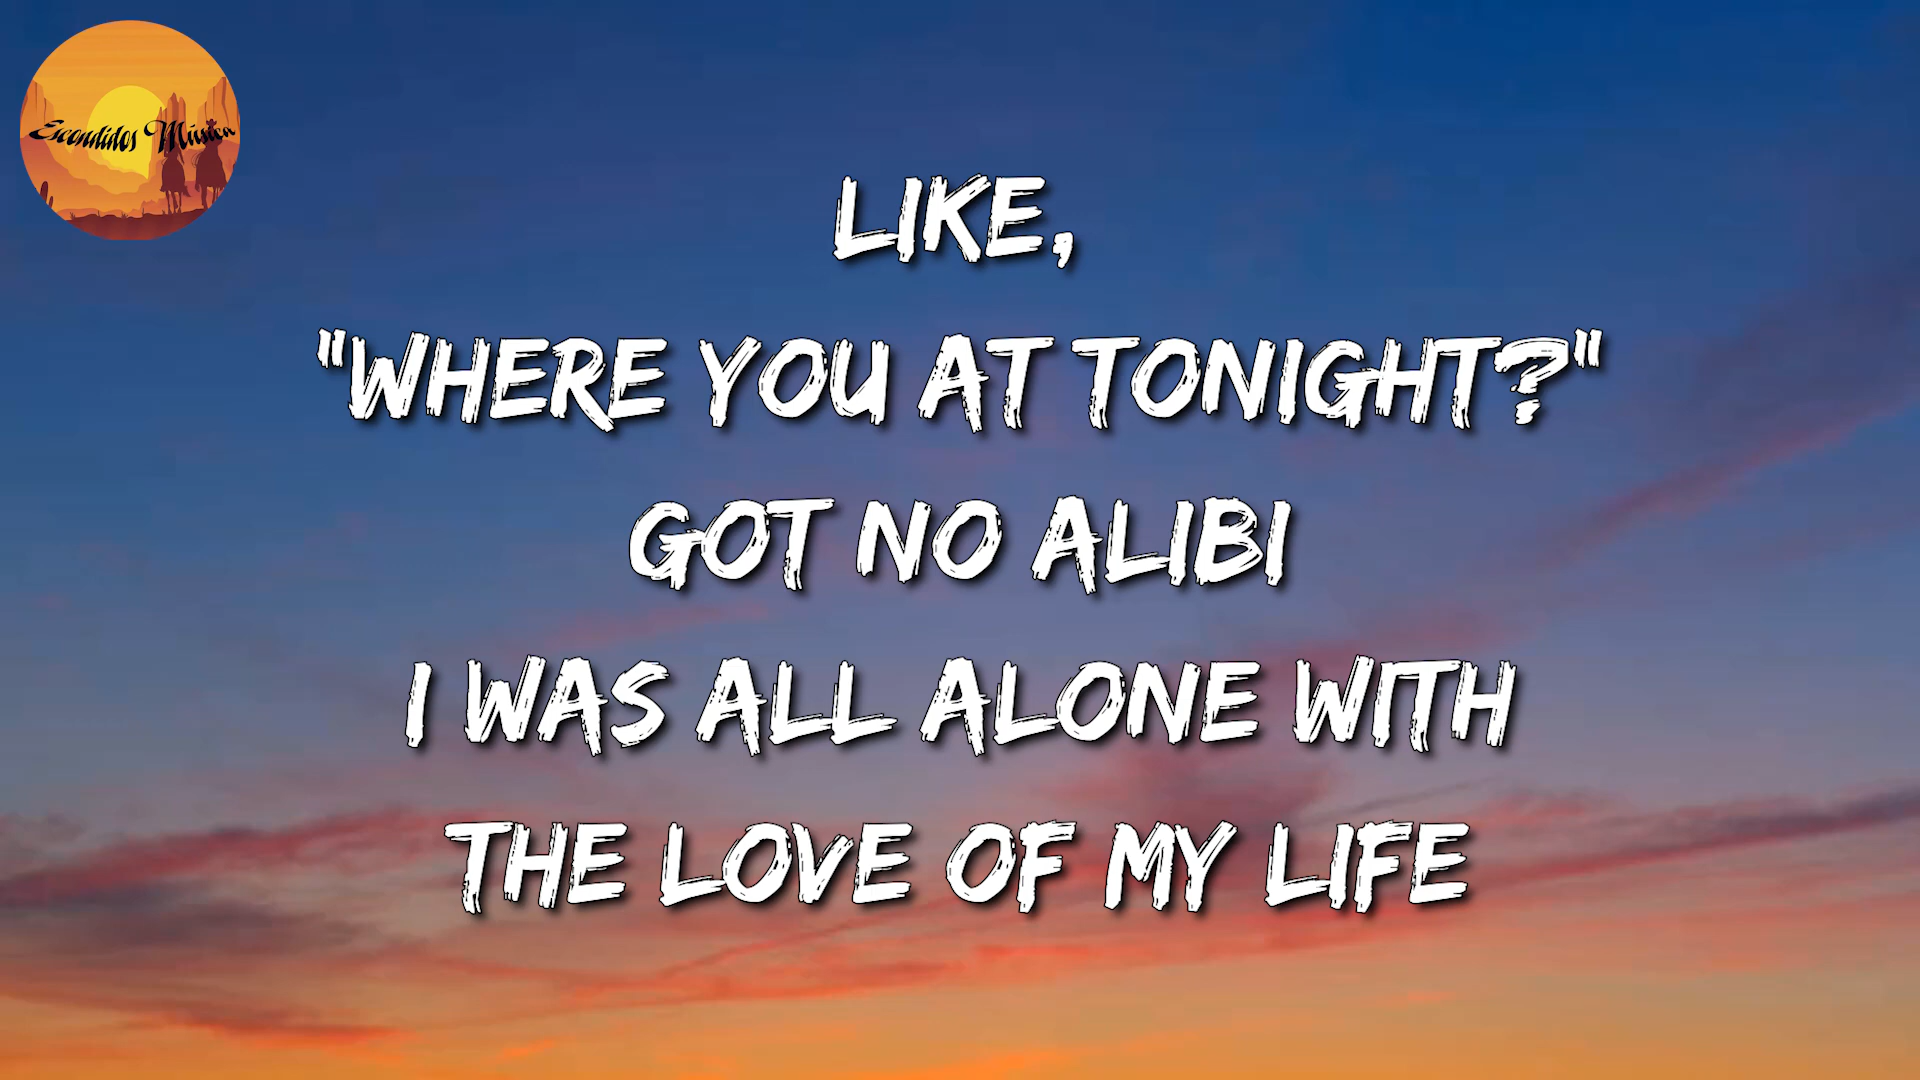 Escondidos Música
LIKE,
"WHERE YOU AT TONIGHT?"
GOT NO ALIBI
I WAS ALL ALONE WITH
THE LOVE OF MY LIFE